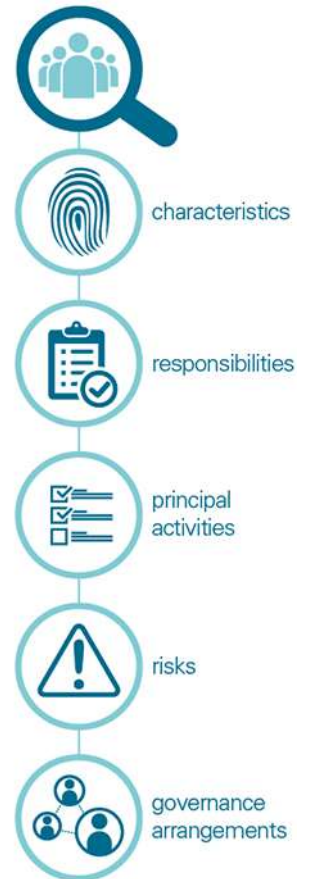 characteristics
responsibilities
principal
activities
risks
governance
arrangements